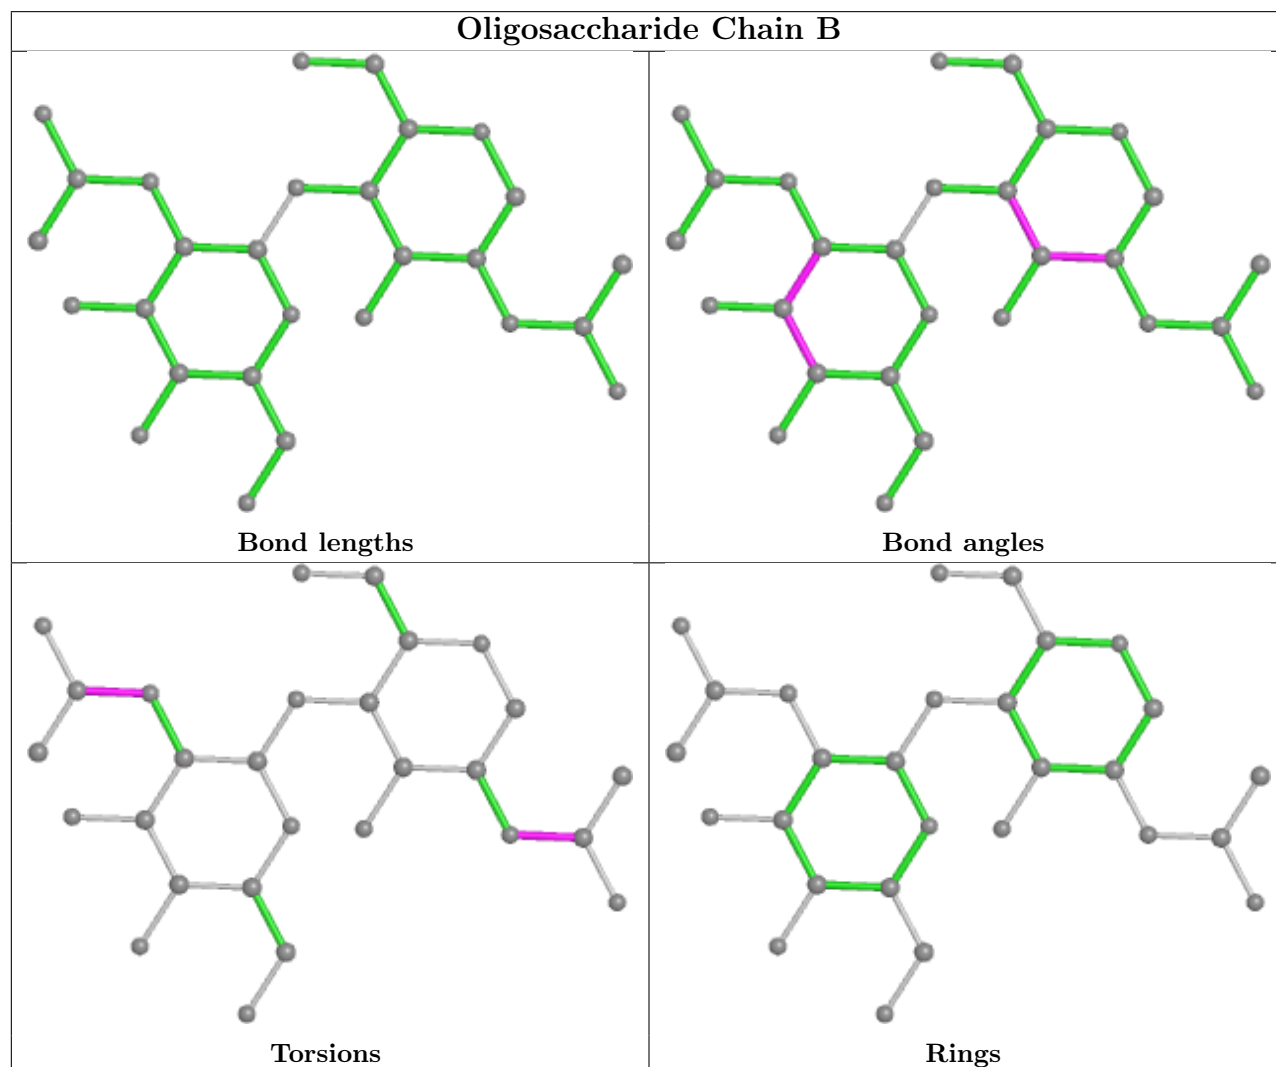 Oligosaccharide Chain B
Bond lengths
Bond angles
Torsions
Rings